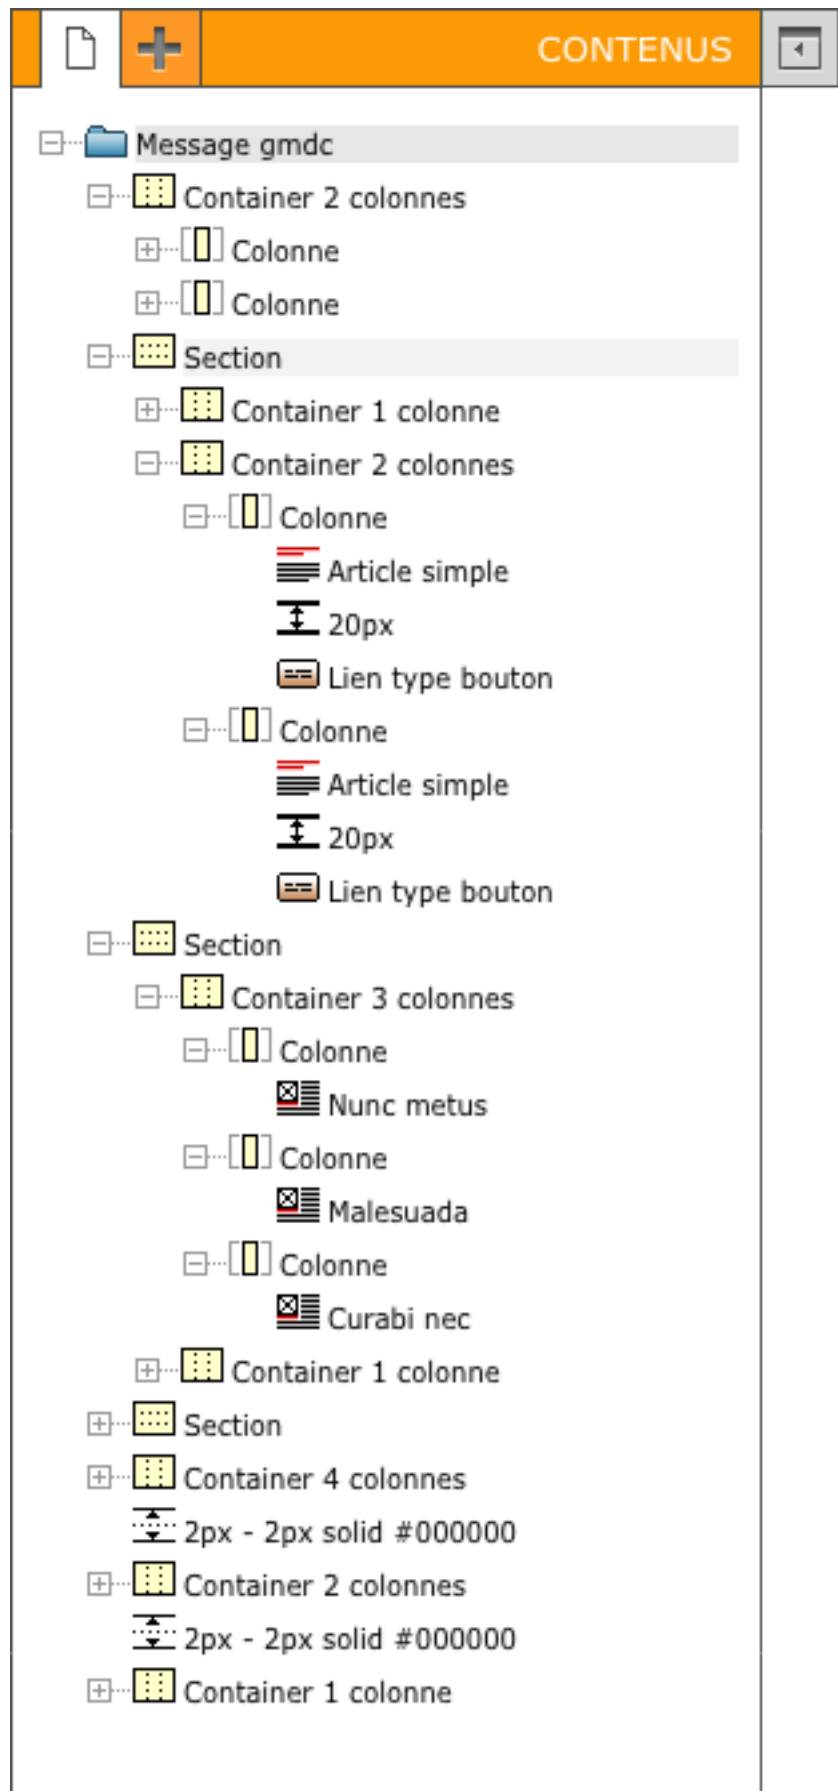 CONTENUS
Message gmdc
Container 2 colonnes
Colonne
Colonne
Section
Container 1 colonne
Container 2 colonnes
Colonne
Article simple
20px
Lien type bouton
Colonne
Article simple
20px
Lien type bouton
Section
Container 3 colonnes
Colonne
Nunc metus
Colonne
Malesuada
Colonne
Curabi nec
Container 1 colonne
Section
Container 4 colonnes
2px - 2px solid #000000
Container 2 colonnes
2px - 2px solid #000000
Container 1 colonne